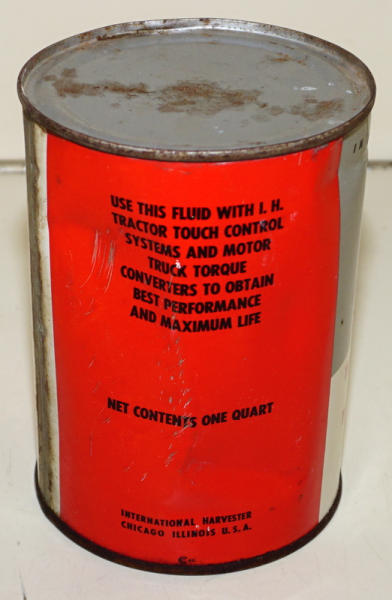 USE THIS FLUID WITH I. H.
TRACTOR TOUCH CONTROL
SYSTEMS AND MOTOR
TRUCK TORQUE
CONVERTERS TO OBTAIN
BEST PERFORMANCE
AND MAXIMUM LIFE
NET CONTENTS ONE QUART
INTERNATIONAL HARVESTER
CHICAGO ILLINOIS U. S. A.